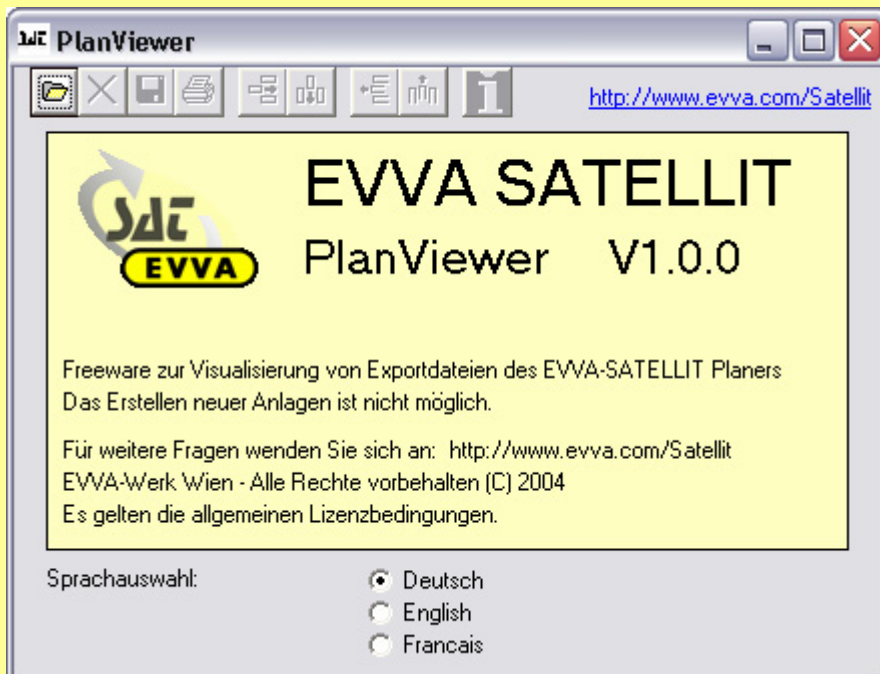 SAT PlanViewer
http://www.evva.com/Satellit
SAT
EVVA
EVVA SATELLIT
PlanViewer V1.0.0
Freeware zur Visualisierung von Exportdateien des EVVA-SATELLIT Planers
Das Erstellen neuer Anlagen ist nicht möglich.
Für weitere Fragen wenden Sie sich an: http://www.evva.com/Satellit
EVVA-Werk Wien - Alle Rechte vorbehalten (C) 2004
Es gelten die allgemeinen Lizenzbedingungen.
Sprachauswahl:
Deutsch
English
Francais